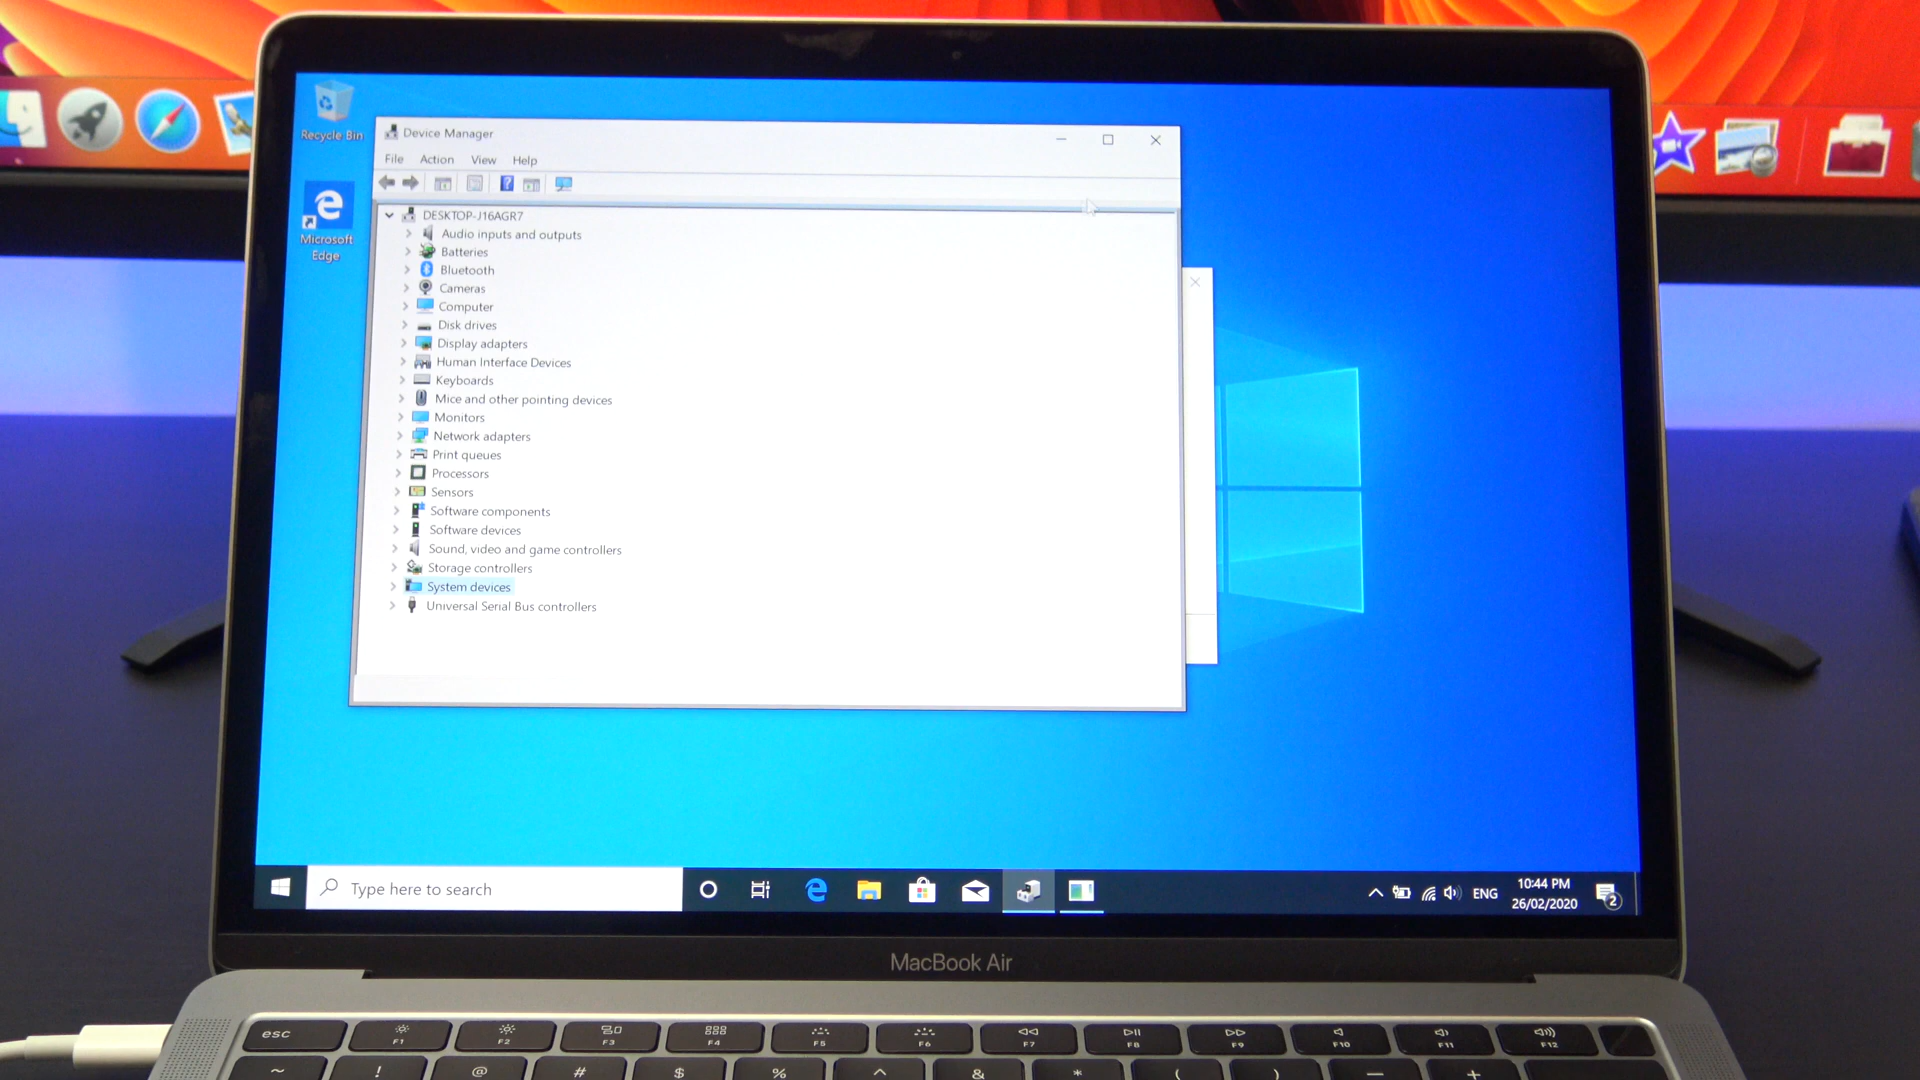 Recycle Bin
Microsoft
Edge
Device Manager
File Action View Help
DESKTOP-J16AGR7
Audio inputs and outputs
Batteries
Bluetooth
Cameras
Computer
Disk drives
Display adapters
Human Interface Devices
Keyboards
Mice and other pointing devices
Monitors
Network adapters
Print queues
Processors
Sensors
Software components
Software devices
Sound, video and game controllers
Storage controllers
System devices
Universal Serial Bus controllers
Type here to search
ENG
10:44 PM
26/02/2020
2
MacBook Air
esc F1 F2 F3 F4 F5 F6 F7 F8 F9 F10 F11 F12
~ ! @ # $ % ^ & * ( ) — +